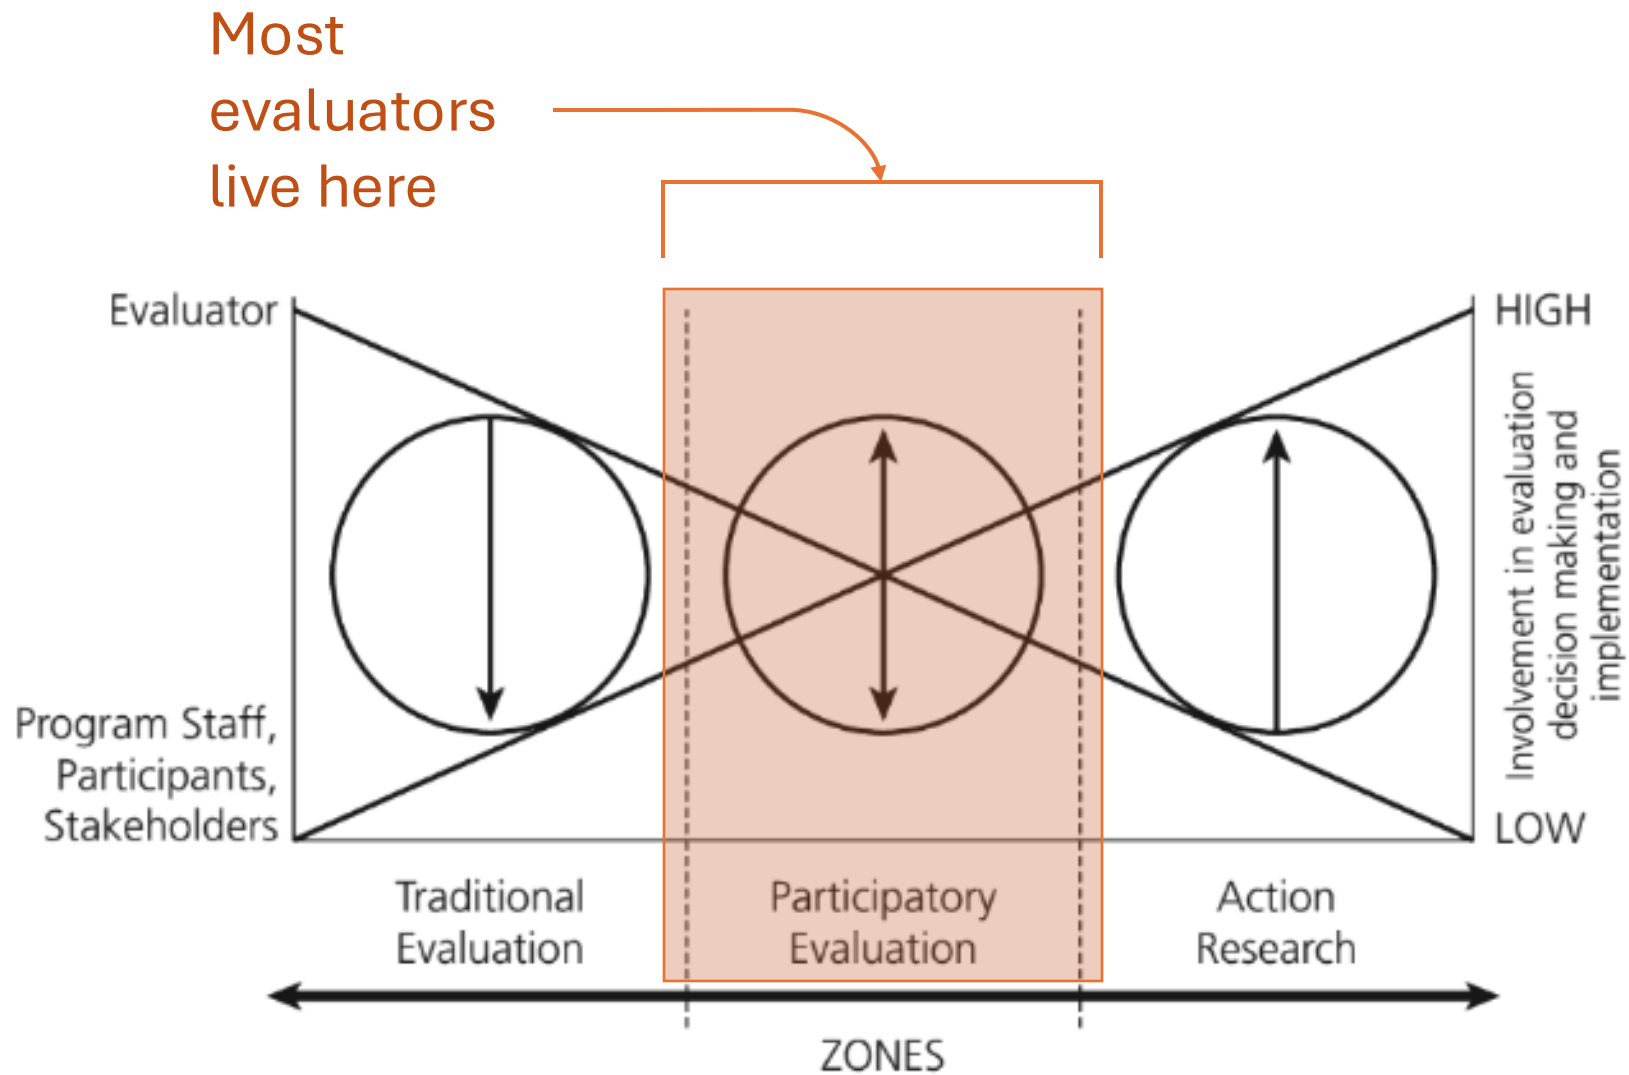 Most
evaluators
live here
Evaluator
HIGH
Involvement in evaluation
decision making and
implementation
Program Staff,
Participants,
Stakeholders
LOW
Traditional
Evaluation
Participatory
Evaluation
Action
Research
ZONES